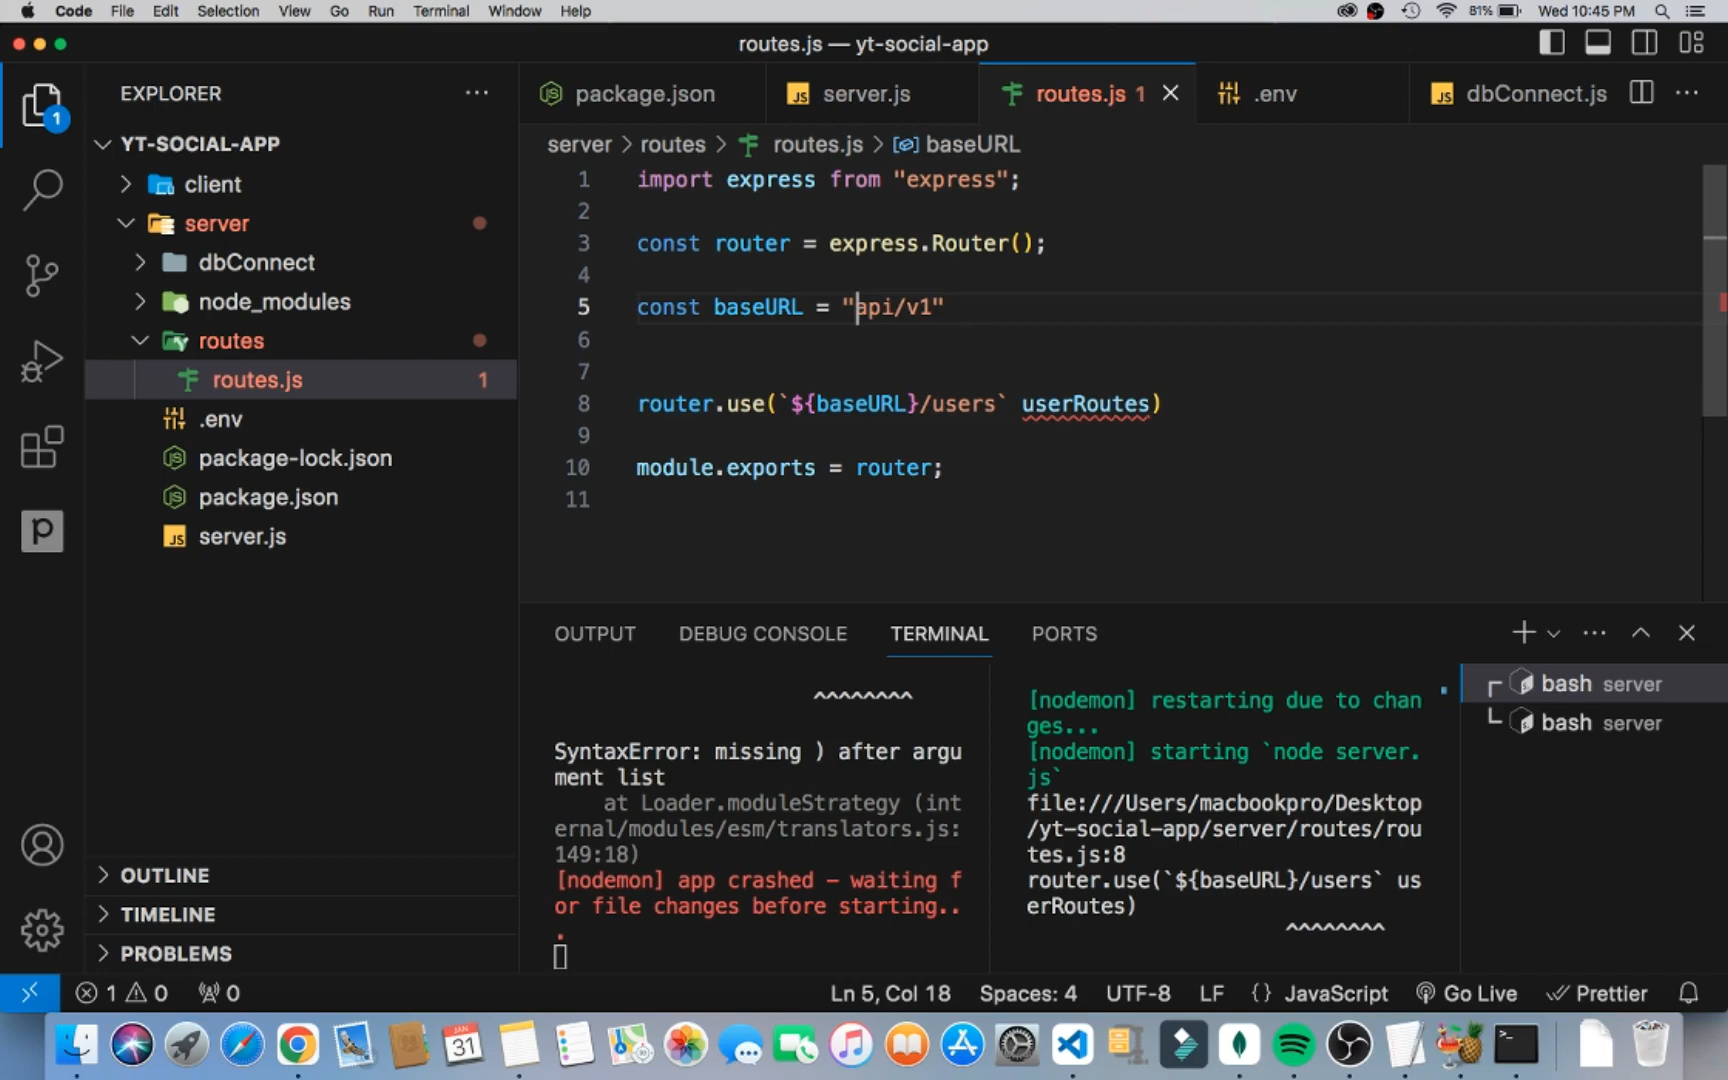 Code File Edit Selection View Go Run Terminal Window Help 81% Wed 10:45 PM
routes.js — yt-social-app
EXPLORER
package.json server.js routes.js 1 .env dbConnect.js
1
YT-SOCIAL-APP
server > routes > routes.js > baseURL
client
server
dbConnect
node_modules
routes
routes.js 1
.env
package-lock.json
package.json
server.js
OUTLINE
TIMELINE
PROBLEMS
1 import express from "express";
2
3 const router = express.Router();
4
5 const baseURL = "api/v1"
6
7
8 router.use(`${baseURL}/users` userRoutes)
9
10 module.exports = router;
11
OUTPUT DEBUG CONSOLE TERMINAL PORTS
^^^^^^^^
SyntaxError: missing ) after argu
ment list
at Loader.moduleStrategy (int
ernal/modules/esm/translators.js:
149:18)
[nodemon] app crashed - waiting f
or file changes before starting..
.
[nodemon] restarting due to chan
ges...
[nodemon] starting `node server.
js`
file:///Users/macbookpro/Desktop
/yt-social-app/server/routes/rou
tes.js:8
router.use(`${baseURL}/users` us
erRoutes)
^^^^^^^^
bash server
bash server
1 0 0 Ln 5, Col 18 Spaces: 4 UTF-8 LF {} JavaScript Go Live Prettier
JAN
31